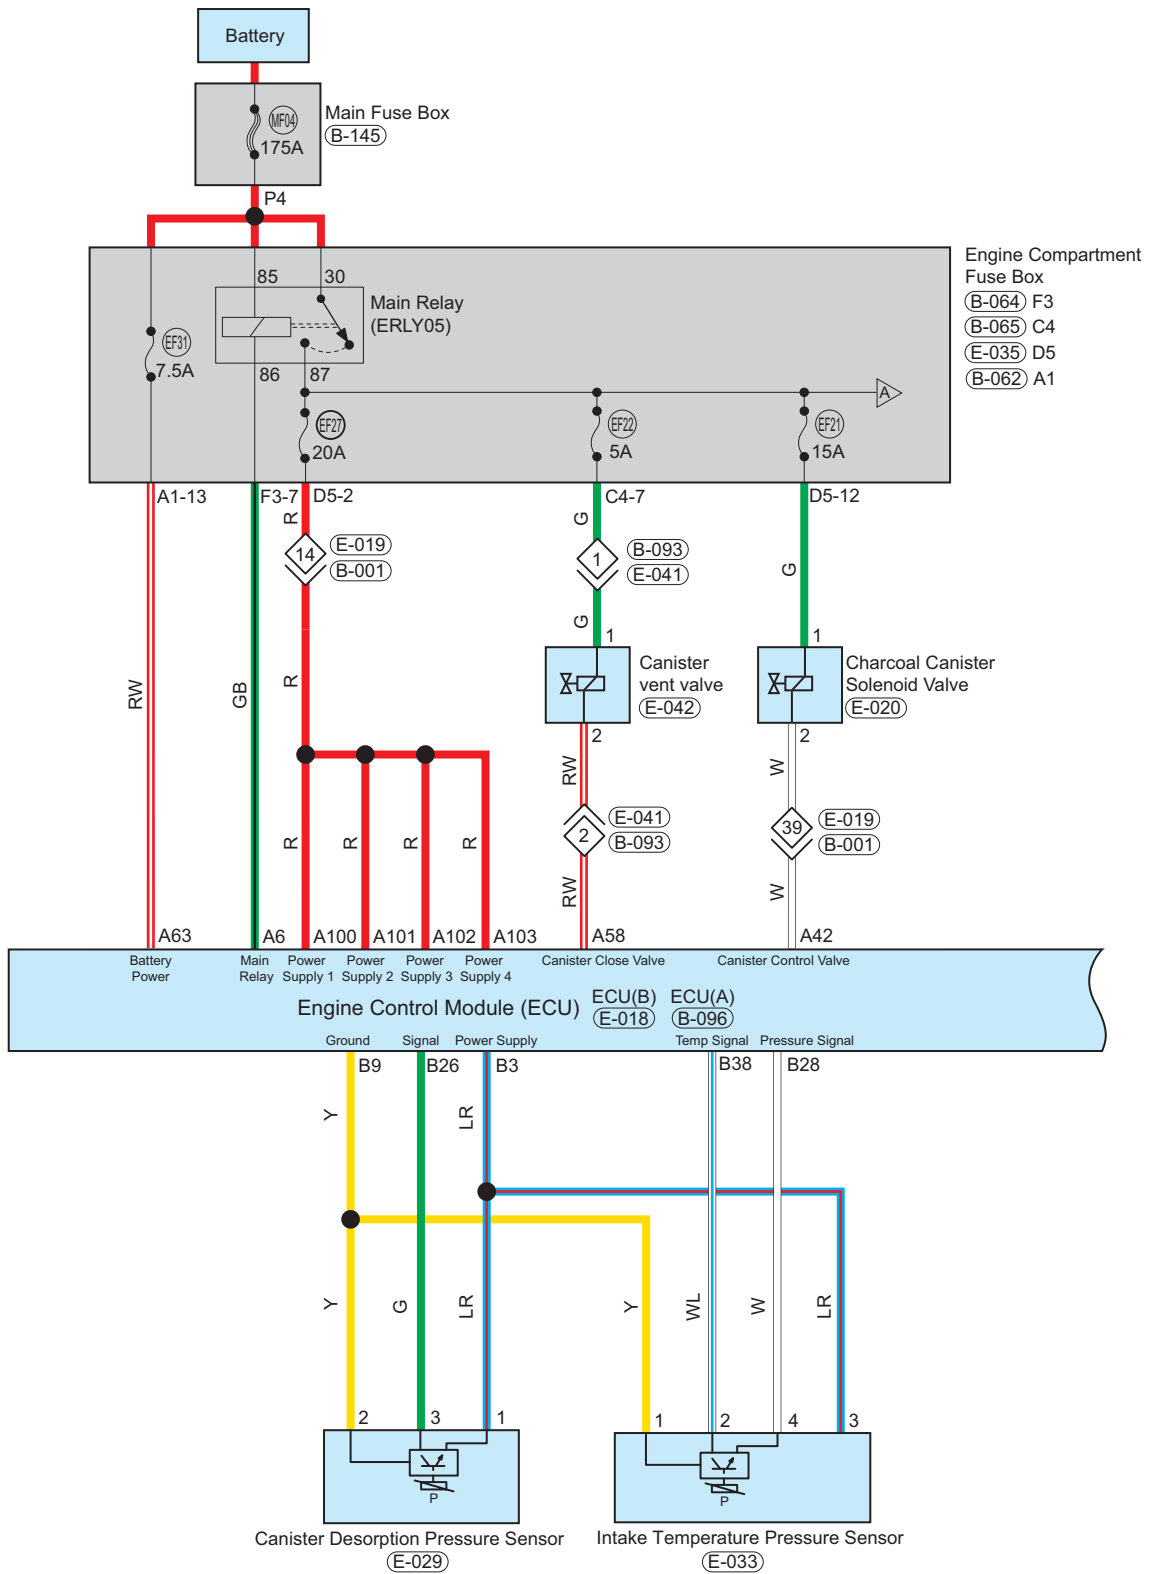 Battery
MF04
175A
Main Fuse Box
B-145
P4
Engine Compartment
Fuse Box
B-064 F3
B-065 C4
E-035 D5
B-062 A1
85
30
Main Relay
(ERLY05)
EF31
7.5A
86
87
A
EF27
20A
EF22
5A
EF21
15A
A1-13
F3-7
D5-2
C4-7
D5-12
R
G
14
E-019
B-001
1
B-093
E-041
G
G
1
1
RW
GB
R
Canister
vent valve
E-042
Charcoal Canister
Solenoid Valve
E-020
2
2
RW
W
2
E-041
B-093
39
E-019
B-001
R
R
R
R
RW
W
A63
A6
A100
A101
A102
A103
A58
A42
Battery
Power
Main
Relay
Power
Supply 1
Power
Supply 2
Power
Supply 3
Power
Supply 4
Canister Close Valve
Canister Control Valve
Engine Control Module (ECU)
ECU(B)
E-018
ECU(A)
B-096
Ground
Signal
Power Supply
Temp Signal
Pressure Signal
B9
B26
B3
B38
B28
Y
LR
Y
G
LR
Y
WL
W
LR
2
3
1
1
2
4
3
P
P
Canister Desorption Pressure Sensor
E-029
Intake Temperature Pressure Sensor
E-033